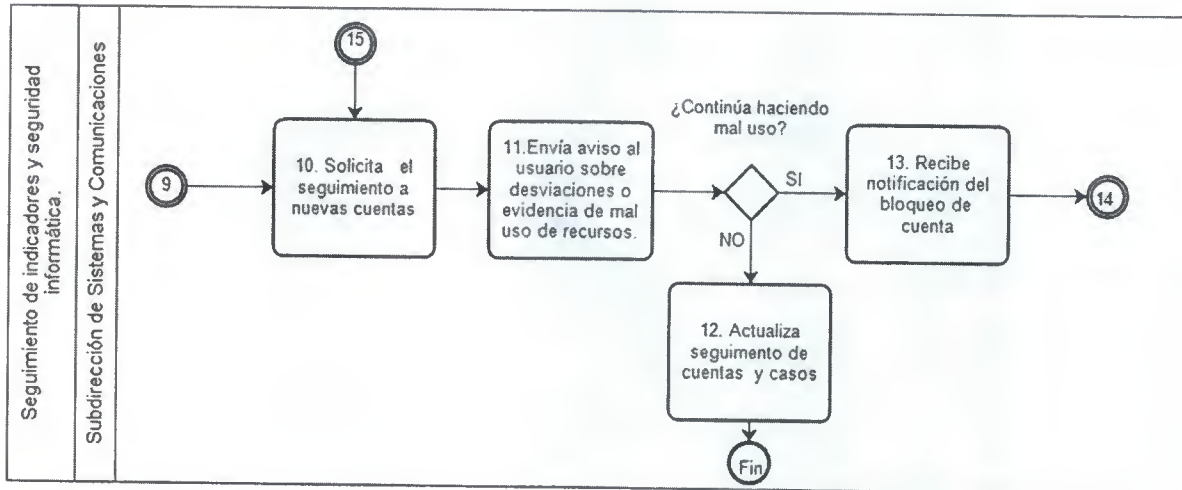 Seguimiento de indicadores y seguridad
informática.
Subdirección de Sistemas y Comunicaciones
15
9
10. Solicita el
seguimiento a
nuevas cuentas
11.Envía aviso al
usuario sobre
desviaciones o
evidencia de mal
uso de recursos.
¿Continúa haciendo
mal uso?
SI
NO
13. Recibe
notificación del
bloqueo de
cuenta
14
12. Actualiza
seguimento de
cuentas y casos
Fin